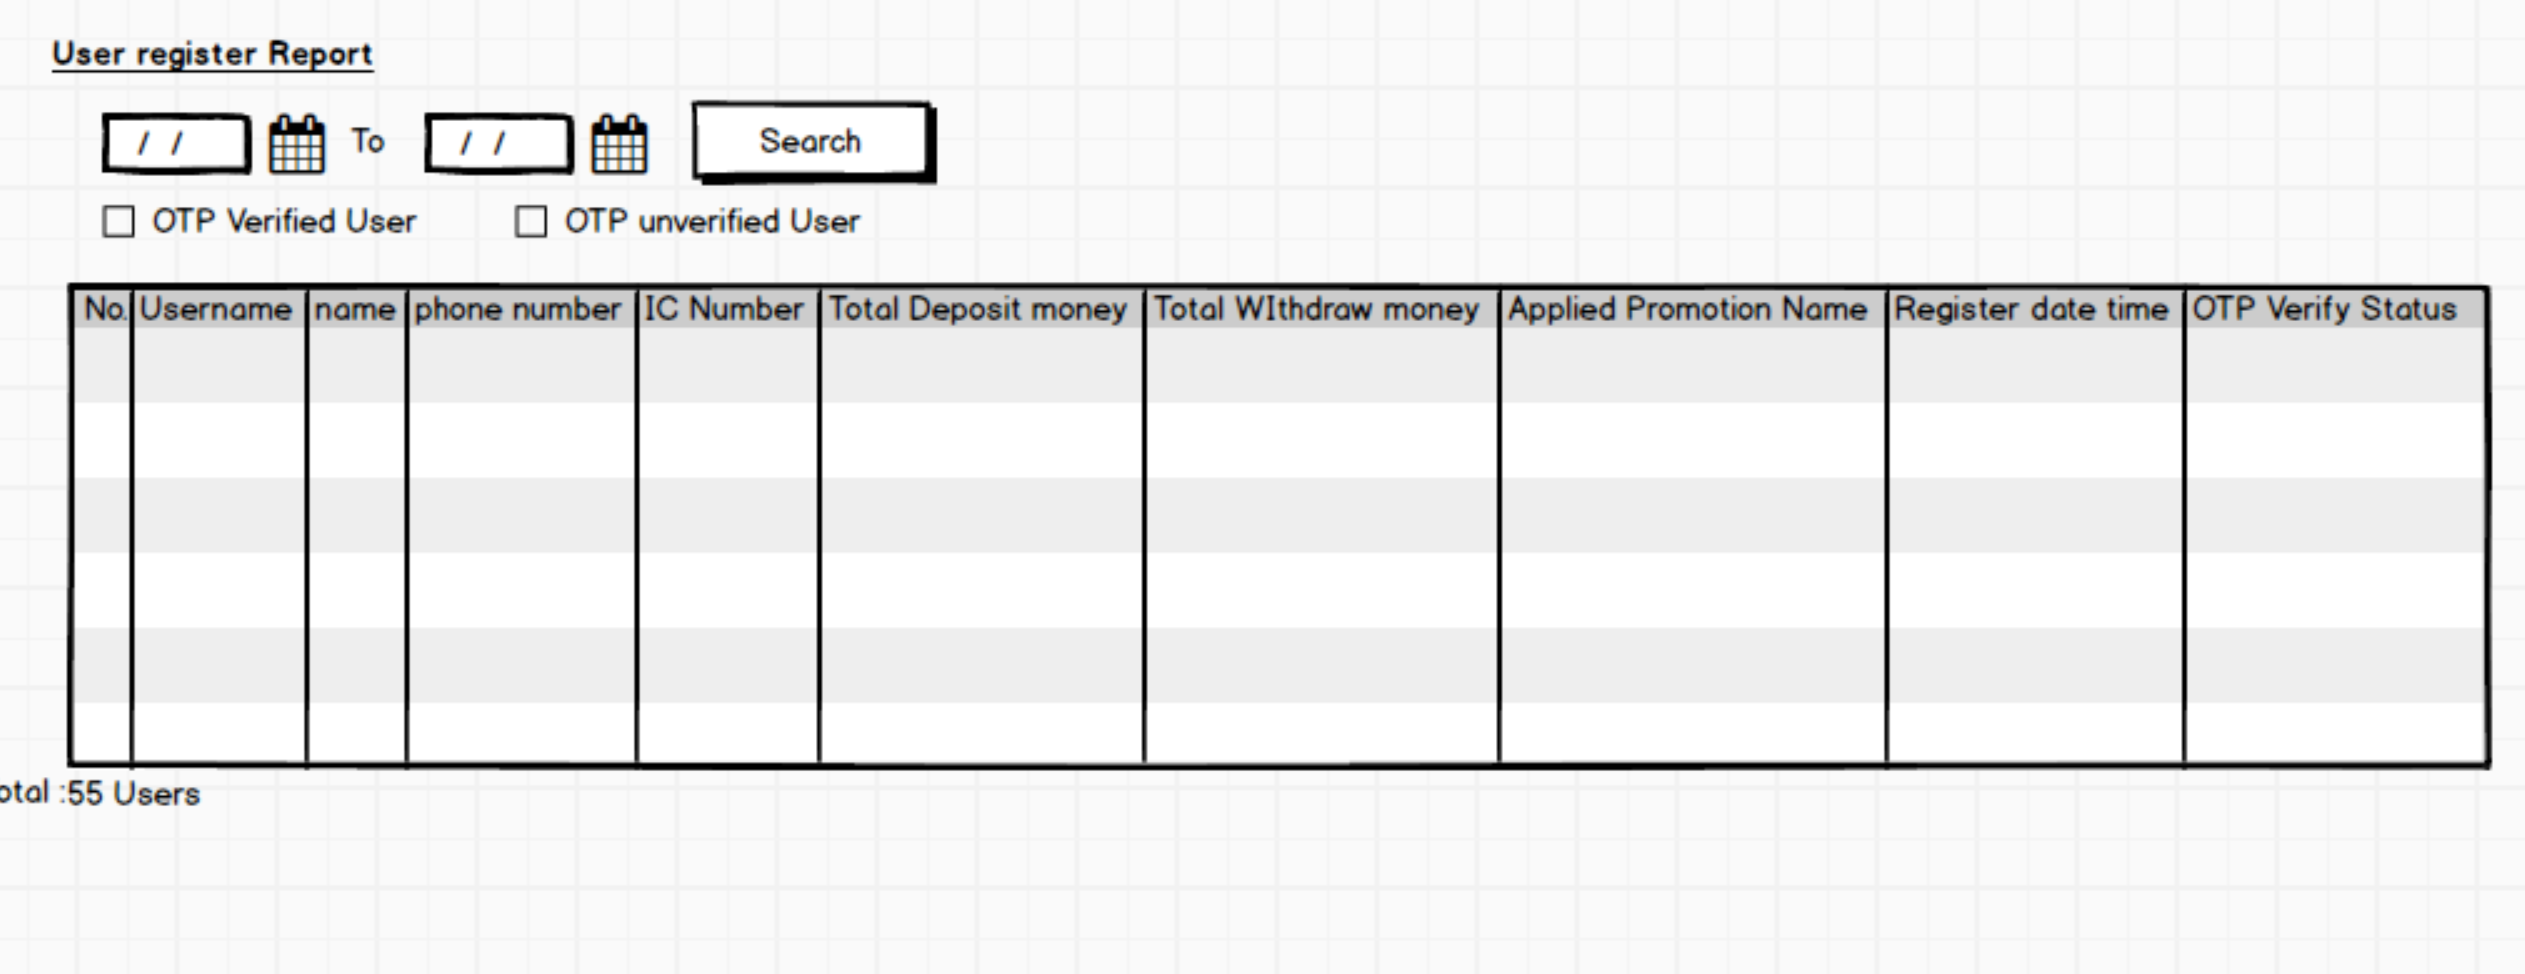 User register Report
/ / To / / Search
OTP Verified User OTP unverified User
No. Username name phone number IC Number Total Deposit money Total WIthdraw money Applied Promotion Name Register date time OTP Verify Status
otal :55 Users